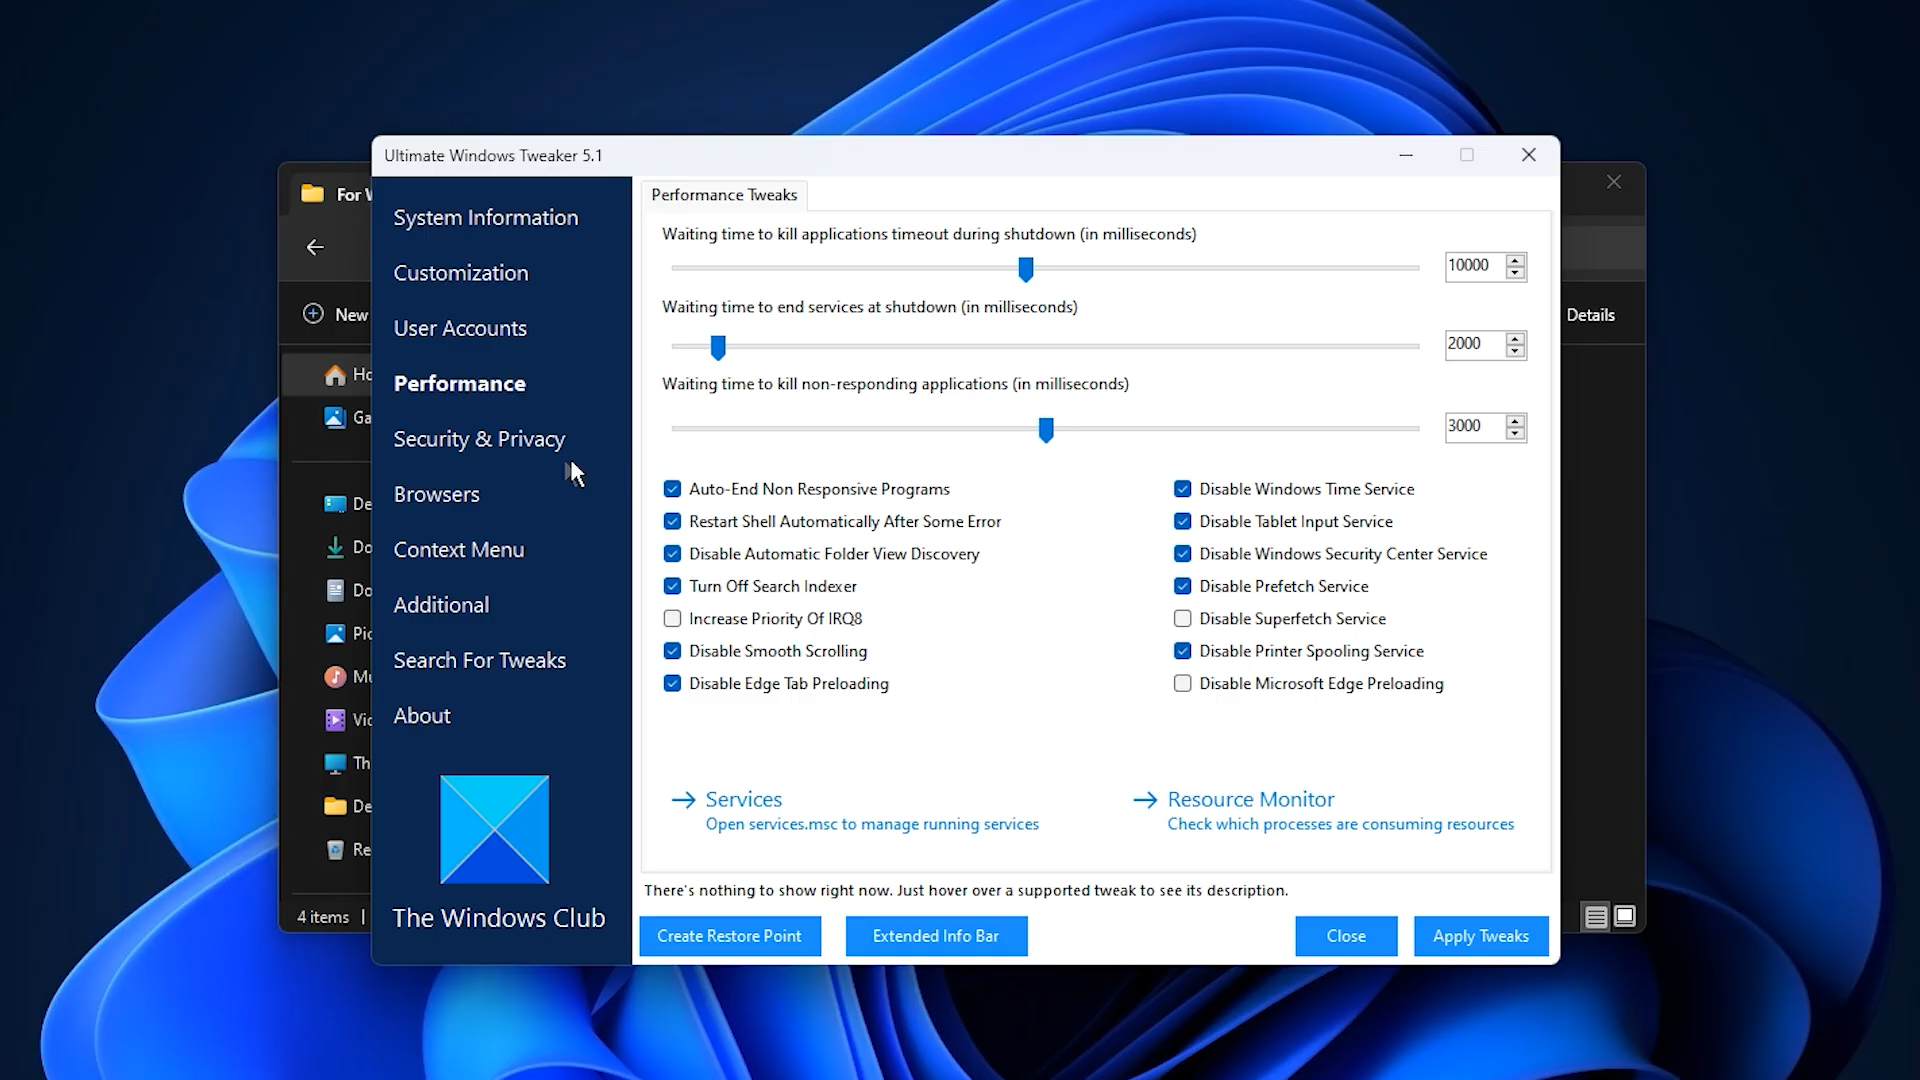 Ultimate Windows Tweaker 5.1
For
New
Details
4 items
System Information
Customization
User Accounts
Performance
Security & Privacy
Browsers
Context Menu
Additional
Search For Tweaks
About
The Windows Club
Performance Tweaks
Waiting time to kill applications timeout during shutdown (in milliseconds)
10000
Waiting time to end services at shutdown (in milliseconds)
2000
Waiting time to kill non-responding applications (in milliseconds)
3000
Auto-End Non Responsive Programs
Restart Shell Automatically After Some Error
Disable Automatic Folder View Discovery
Turn Off Search Indexer
Increase Priority Of IRQ8
Disable Smooth Scrolling
Disable Edge Tab Preloading
Disable Windows Time Service
Disable Tablet Input Service
Disable Windows Security Center Service
Disable Prefetch Service
Disable Superfetch Service
Disable Printer Spooling Service
Disable Microsoft Edge Preloading
Services
Open services.msc to manage running services
Resource Monitor
Check which processes are consuming resources
There's nothing to show right now. Just hover over a supported tweak to see its description.
Create Restore Point
Extended Info Bar
Close
Apply Tweaks